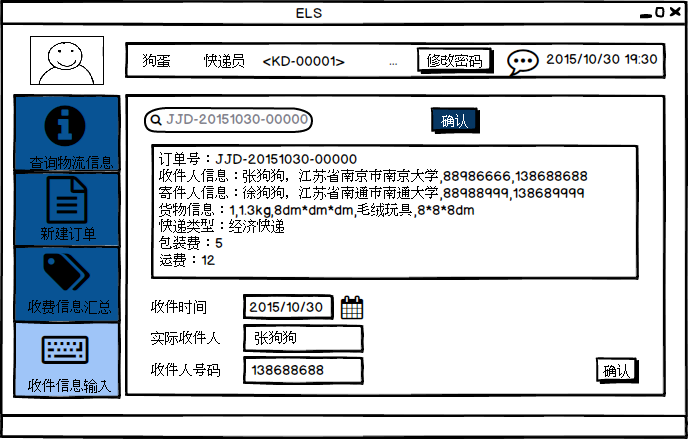 ELS
狗蛋 快递员 <KD-00001> ... 修改密码 2015/10/30 19:30
查询物流信息
新建订单
收费信息汇总
收件信息输入
JJD-20151030-00000 确认
订单号：JJD-20151030-00000
收件人信息：张狗狗，江苏省南京市南京大学,88986666,138688688
寄件人信息：徐狗狗，江苏省南通市南通大学,88988999,138689999
货物信息：1,1.3kg,8dm*dm*dm,毛绒玩具,8*8*8dm
快递类型：经济快递
包装费：5
运费：12
收件时间 2015/10/30
实际收件人 张狗狗
收件人号码 138688688
确认